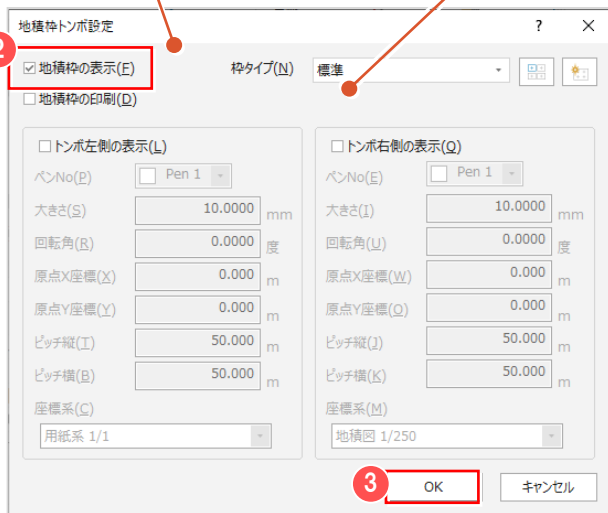 地積枠トンボ設定 ? ×
2
☑ 地積枠の表示(F) 枠タイプ(N) 標準
□ 地積枠の印刷(D)
□ トンボ左側の表示(L)
ペンNo(P) Pen 1
大きさ(S) 10.0000 mm
回転角(R) 0.0000 度
原点X座標(X) 0.000 m
原点Y座標(Y) 0.000 m
ピッチ縦(T) 50.000 m
ピッチ横(B) 50.000 m
座標系(C)
用紙系 1/1
□ トンボ右側の表示(Q)
ペンNo(E) Pen 1
大きさ(I) 10.0000 mm
回転角(U) 0.0000 度
原点X座標(W) 0.000 m
原点Y座標(O) 0.000 m
ピッチ縦(J) 50.000 m
ピッチ横(K) 50.000 m
座標系(M)
地積図 1/250
3 OK キャンセル